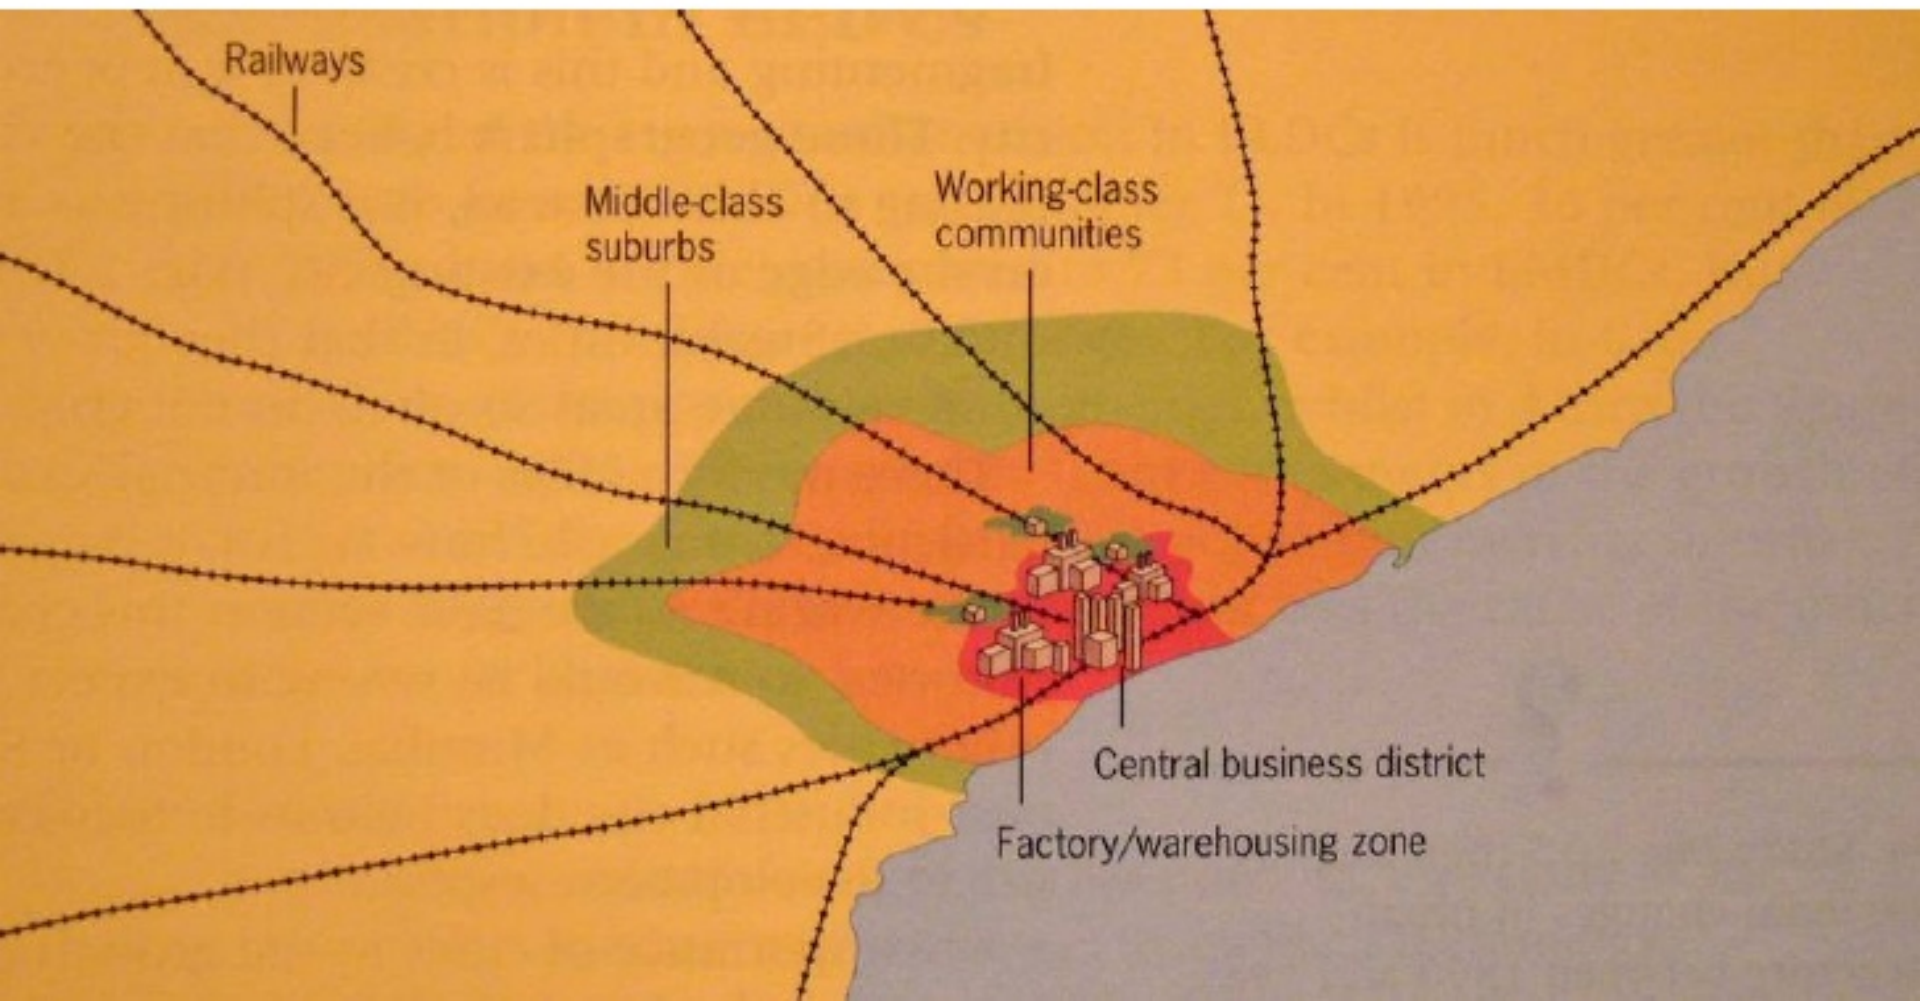 Railways
Middle-class
suburbs
Working-class
communities
Central business district
Factory/warehousing zone